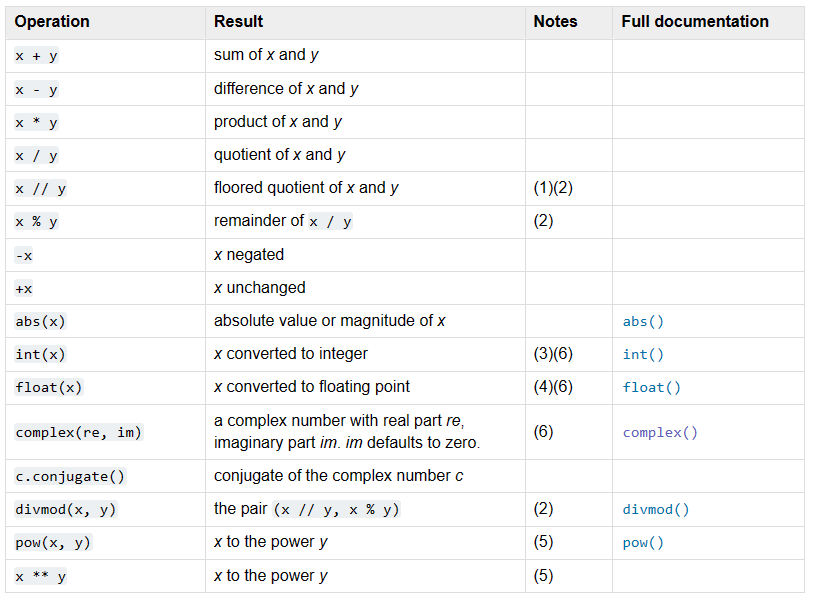 Operation Result Notes Full documentation
x + y sum of x and y
x - y difference of x and y
x * y product of x and y
x / y quotient of x and y
x // y floored quotient of x and y (1)(2)
x % y remainder of x / y (2)
-x x negated
+x x unchanged
abs(x) absolute value or magnitude of x abs()
int(x) x converted to integer (3)(6) int()
float(x) x converted to floating point (4)(6) float()
complex(re, im) a complex number with real part re,
imaginary part im. im defaults to zero. (6) complex()
c.conjugate() conjugate of the complex number c
divmod(x, y) the pair (x // y, x % y) (2) divmod()
pow(x, y) x to the power y (5) pow()
x ** y x to the power y (5)